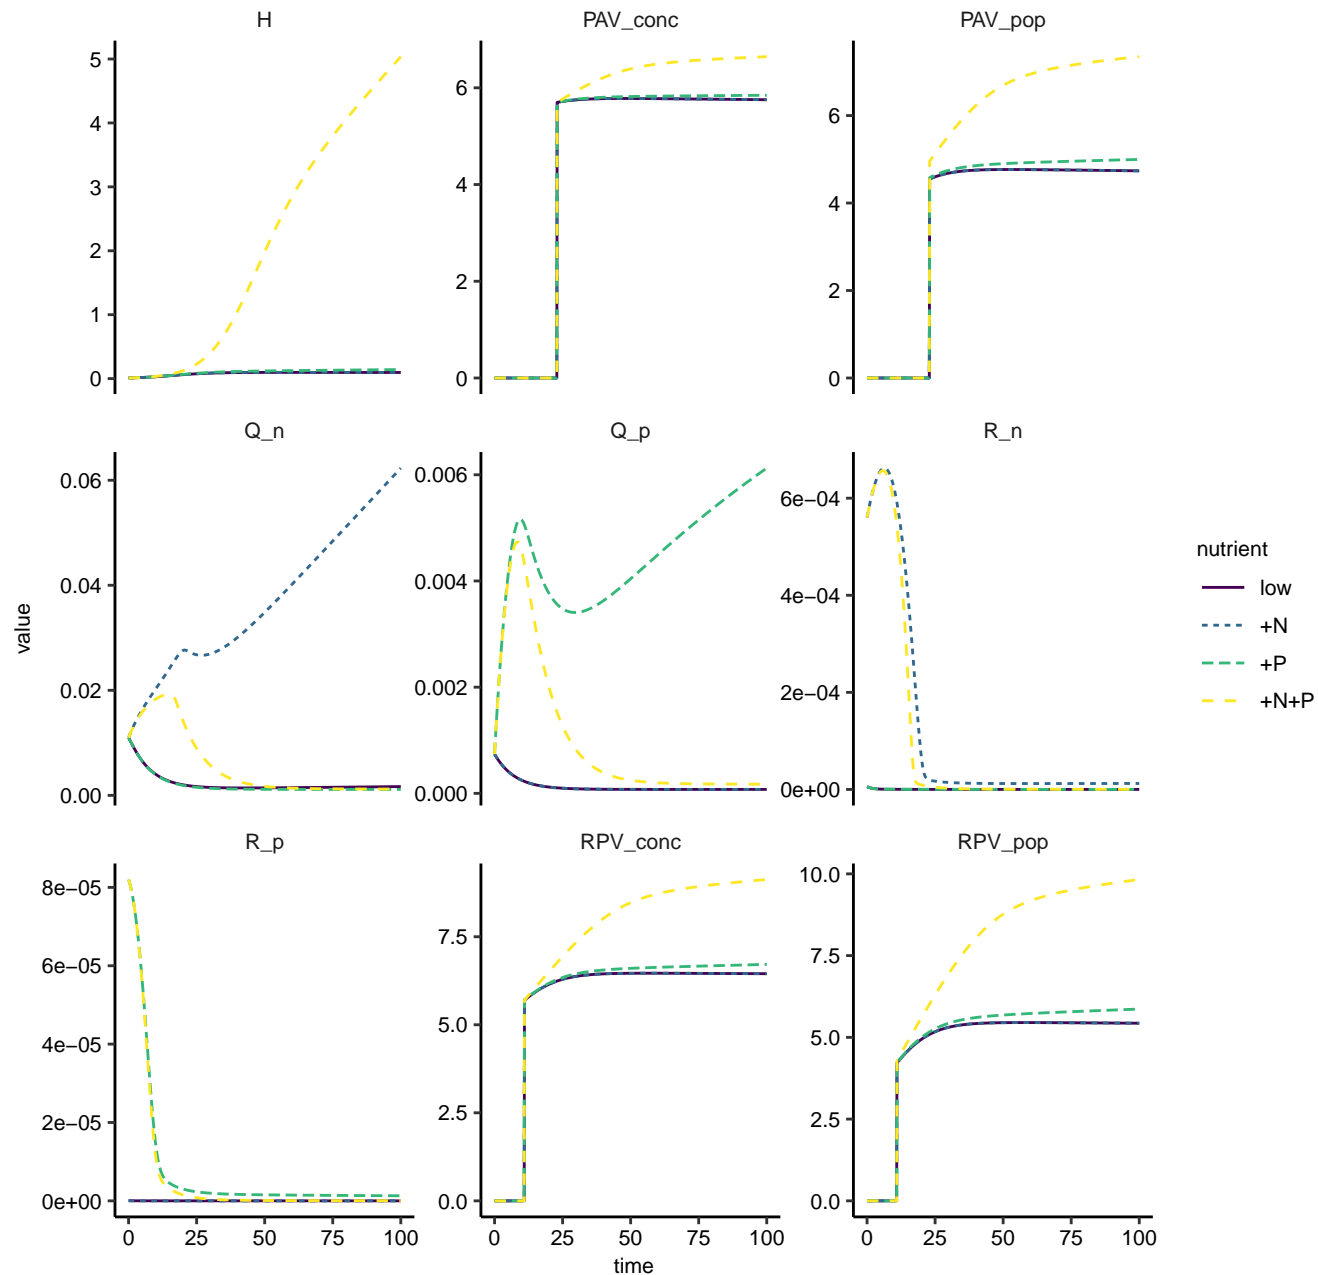 H
PAV_conc
PAV_pop
5
4
3
2
1
0
6
4
2
0
6
4
2
0
Q_n
Q_p
R_n
0.06
0.04
0.02
0.00
0.006
0.004
0.002
0.000
6e−04
4e−04
2e−04
0e+00
value
nutrient
low
+N
+P
+N+P
R_p
RPV_conc
RPV_pop
8e−05
6e−05
4e−05
2e−05
0e+00
7.5
5.0
2.5
0.0
10.0
7.5
5.0
2.5
0.0
0 25 50 75 100
0 25 50 75 100
0 25 50 75 100
time